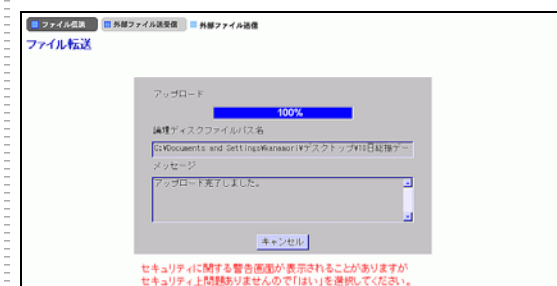 ファイル伝送 外部ファイル送受信 外部ファイル送信
ファイル転送
アップロード
100%
論理ディスクファイルパス名
C:¥Documents and Settings¥kanamori¥デスクトップ¥10日総振デー
メッセージ
アップロード完了しました。
キャンセル
セキュリティに関する警告画面が表示されることがありますが
セキュリティ上問題ありませんので「はい」を選択してください。